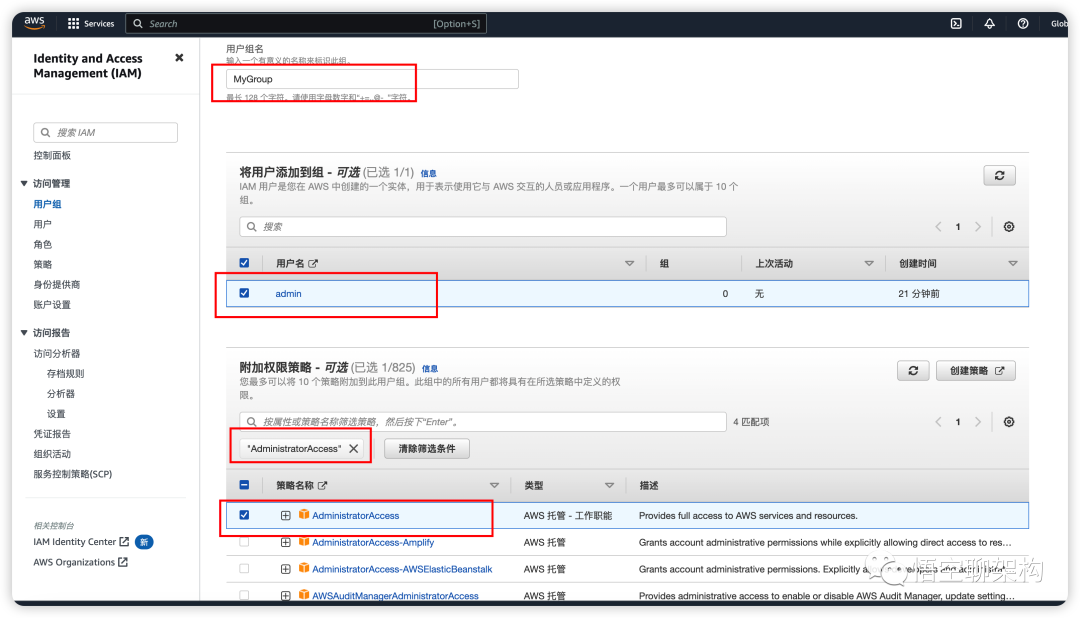 aws
Services
Search
[Option+S]
Glob
Identity and Access
Management (IAM)
搜索 IAM
控制面板
访问管理
用户组
用户
角色
策略
身份提供商
账户设置
访问报告
访问分析器
存档规则
分析器
设置
凭证报告
组织活动
服务控制策略(SCP)
相关控制台
IAM Identity Center 新
AWS Organizations
用户组名
输入一个有意义的名称来标识此组。
MyGroup
最长 128 个字符。请使用字母数字和“+=,.@-_”字符。
将用户添加到组 - 可选 (已选 1/1) 信息
IAM 用户是您在 AWS 中创建的一个实体，用于表示使用它与 AWS 交互的人员或应用程序。一个用户最多可以属于 10 个
组。
搜索
1
用户名 组 上次活动 创建时间
admin 0 无 21 分钟前
附加权限策略 - 可选 (已选 1/825) 信息
您最多可以将 10 个策略附加到此用户组。此组中的所有用户都将具有在所选策略中定义的权
限。
创建策略
按属性或策略名称筛选策略，然后按下“Enter”。
4 匹配项
1
"AdministratorAccess"
清除筛选条件
策略名称 类型 描述
AdministratorAccess AWS 托管 - 工作职能 Provides full access to AWS services and resources.
AdministratorAccess-Amplify AWS 托管 Grants account administrative permissions while explicitly allowing direct access to res…
AdministratorAccess-AWSElasticBeanstalk AWS 托管 Grants account administrative permissions. Explicitly allows developers and administrat…
AWSAuditManagerAdministratorAccess AWS 托管 Provides administrative access to enable or disable AWS Audit Manager, update setting…
悟空聊架构